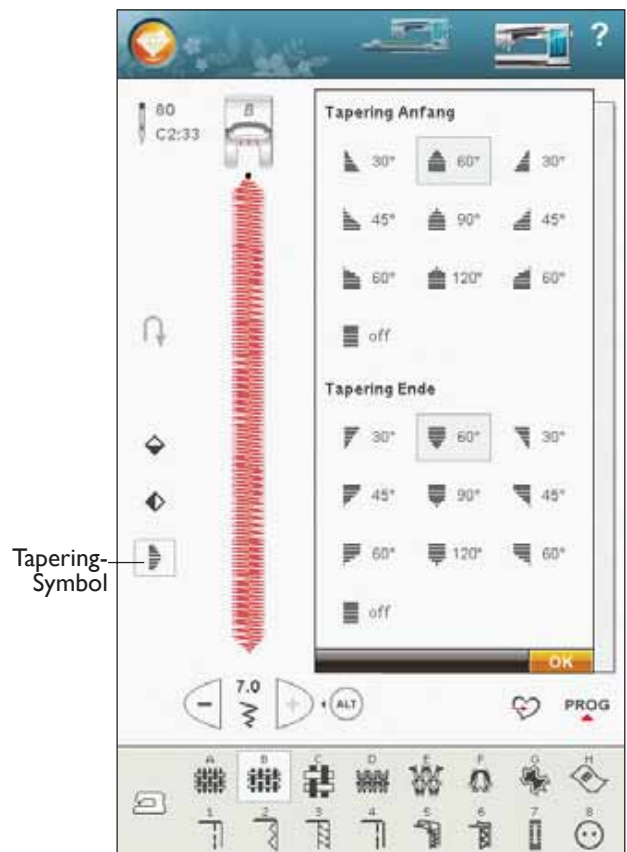 ?
80
C2:33
B
Tapering Anfang
30° 60° 30°
45° 90° 45°
60° 120° 60°
off
Tapering Ende
30° 60° 30°
45° 90° 45°
60° 120° 60°
off
OK
Tapering-
Symbol
7.0
- + ALT
PROG
A B C D E F G H
1 2 3 4 5 6 7 8